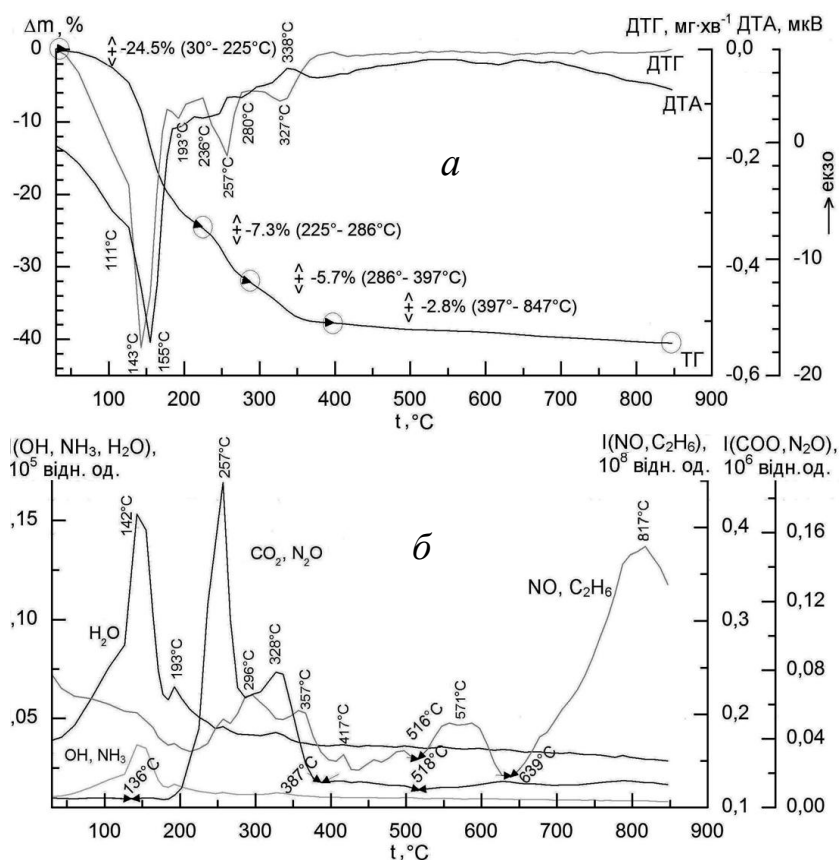 Δm, %
ДТГ, мг·хв⁻¹ ДТА, мкВ
0
-10
-20
-30
-40
-24.5% (30°- 225°C)
338°C
ДТГ
ДТА
193°C
236°C
280°C
327°C
257°C
а
111°C
143°C
155°C
-7.3% (225°- 286°C)
-5.7% (286°- 397°C)
-2.8% (397°- 847°C)
ТГ
0,0
-0,2
-0,4
-0,6
0
-10
-20
—> екзо
100 200 300 400 500 600 700 800 900
t, °C
I(OH, NH₃, H₂O),
10⁵ відн. од.
I(NO, C₂H₆),
10⁸ відн. од.
I(COO, N₂O),
10⁶ відн. од.
,15
,10
,05
142°C
257°C
CO₂, N₂O
б
817°C
NO, C₂H₆
H₂O
193°C
296°C
328°C
357°C
417°C
516°C
571°C
OH, NH₃
136°C
387°C
518°C
639°C
0,4
0,3
0,2
0,1
0,16
0,12
0,08
0,04
0,00
100 200 300 400 500 600 700 800 900
t, °C